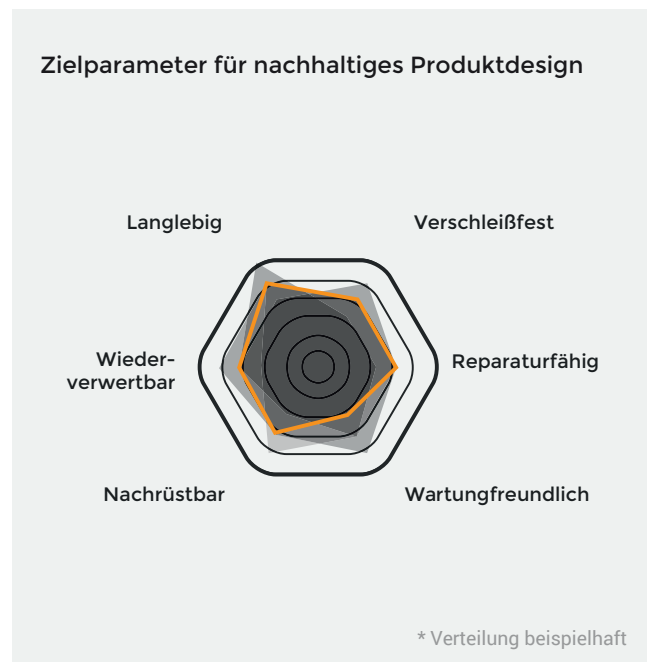 Zielparameter für nachhaltiges Produktdesign
Langlebig
Verschleißfest
Wieder-
verwertbar
Reparaturfähig
Nachrüstbar
Wartungfreundlich
* Verteilung beispielhaft